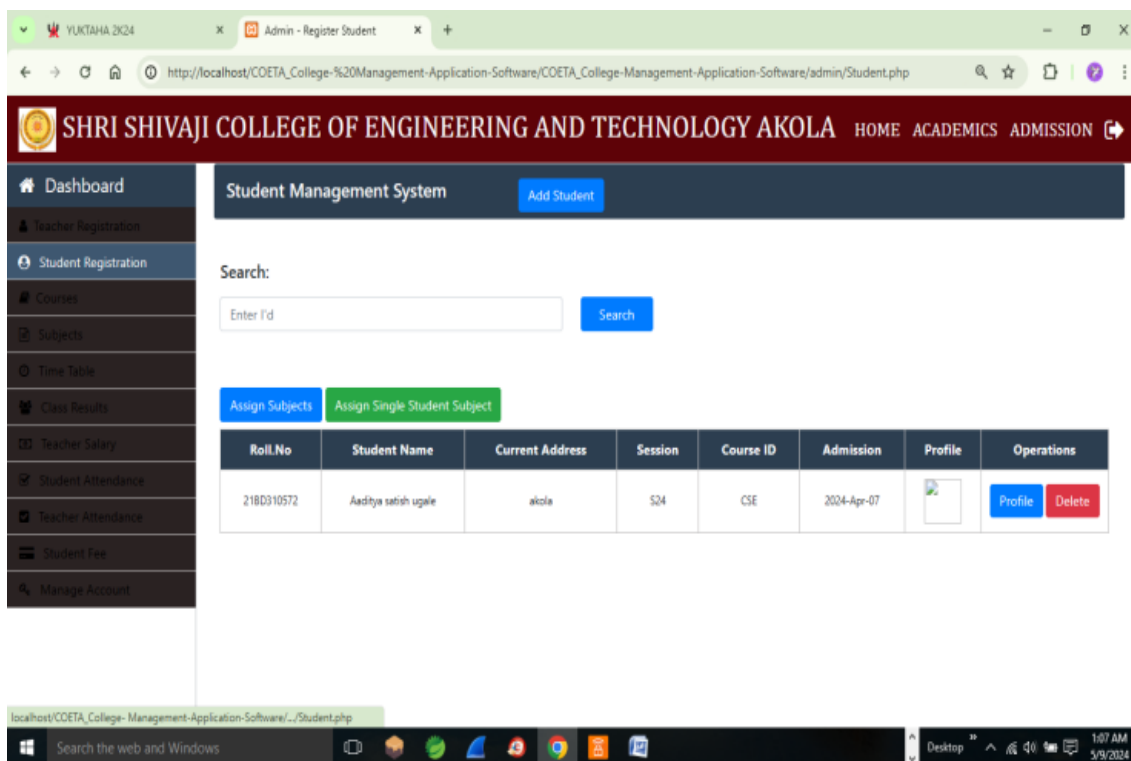 YUKTAHA 2K24
Admin - Register Student
http://localhost/COETA_College-%20Management-Application-Software/COETA_College-Management-Application-Software/admin/Student.php
SHRI SHIVAJI COLLEGE OF ENGINEERING AND TECHNOLOGY AKOLA HOME ACADEMICS ADMISSION
Dashboard
Teacher Registration
Student Registration
Courses
Subjects
Time Table
Class Results
Teacher Salary
Student Attendance
Teacher Attendance
Student Fee
Manage Account
Student Management System Add Student
Search:
Enter I'd Search
Assign Subjects Assign Single Student Subject
Roll.No Student Name Current Address Session Course ID Admission Profile Operations
21BD310572 Aaditya satish ugale akola S24 CSE 2024-Apr-07 Profile Delete
localhost/COETA_College- Management-Application-Software/.../Student.php
Search the web and Windows
Desktop
1:07 AM
5/9/2024